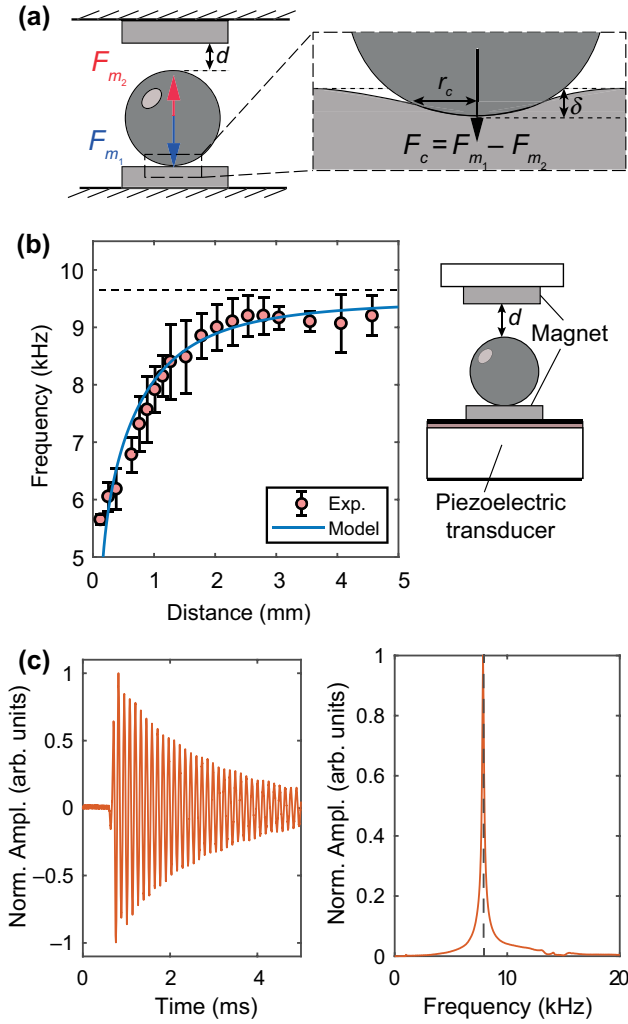 (a)
d
F_m2
F_m1
r_c
δ
F_c = F_m1 – F_m2
(b)
10
9
8
7
6
5
Frequency (kHz)
0
1
2
3
4
5
Distance (mm)
Exp.
Model
d
Magnet
Piezoelectric
transducer
(c)
1
0.5
0
–0.5
–1
Norm. Ampl. (arb. units)
0
2
4
Time (ms)
1
0.8
0.6
0.4
0.2
0
Norm. Ampl. (arb. units)
0
10
20
Frequency (kHz)